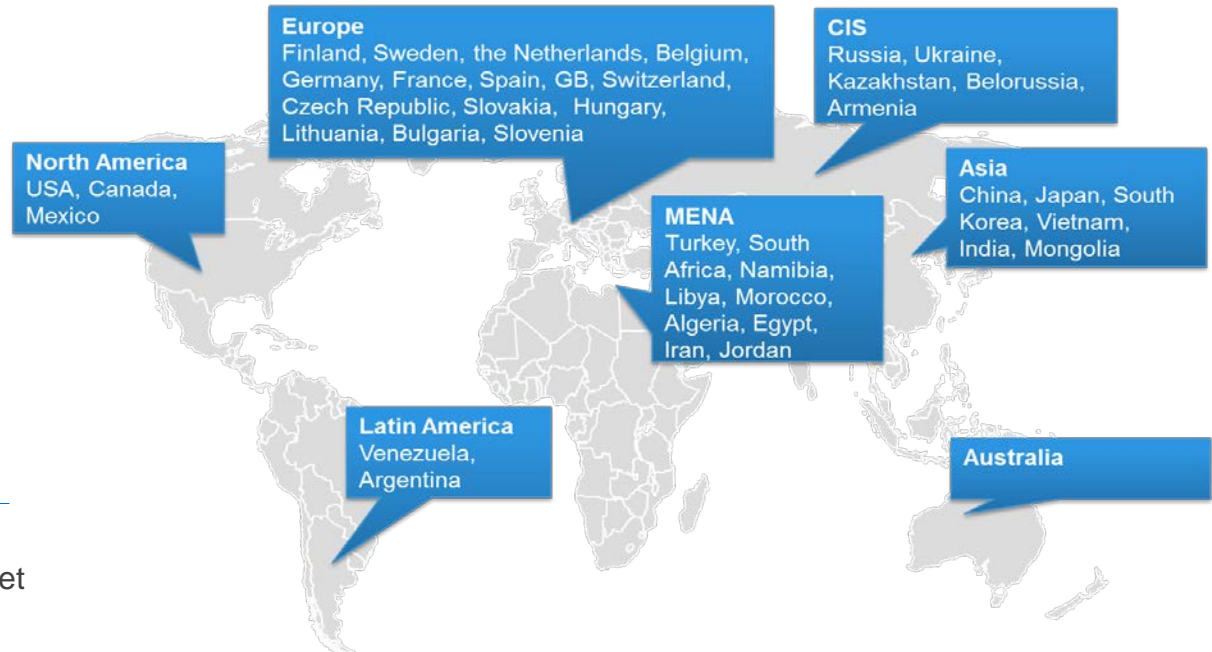 Europe
Finland, Sweden, the Netherlands, Belgium,
Germany, France, Spain, GB, Switzerland,
Czech Republic, Slovakia, Hungary,
Lithuania, Bulgaria, Slovenia
CIS
Russia, Ukraine,
Kazakhstan, Belorussia,
Armenia
North America
USA, Canada,
Mexico
Asia
China, Japan, South
Korea, Vietnam,
India, Mongolia
MENA
Turkey, South
Africa, Namibia,
Libya, Morocco,
Algeria, Egypt,
Iran, Jordan
Latin America
Venezuela,
Argentina
Australia
et